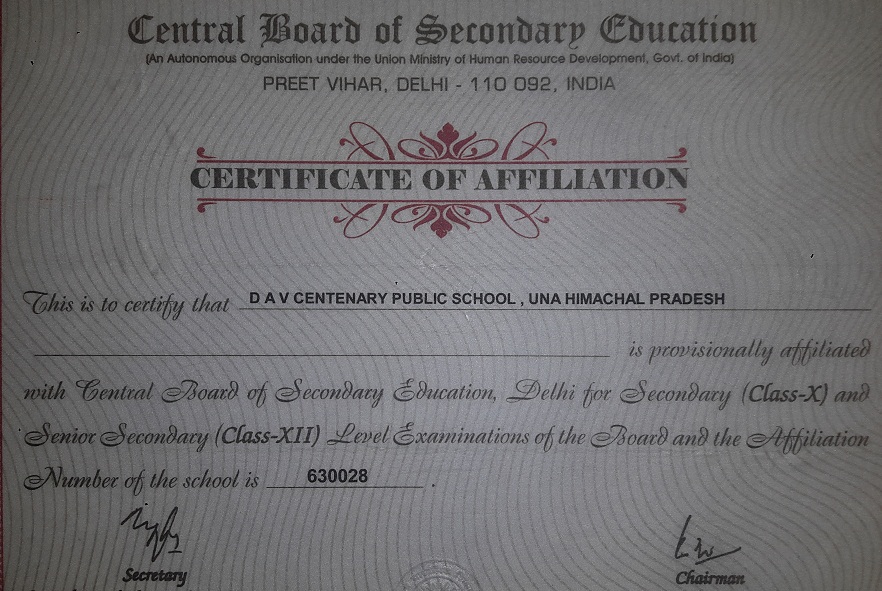 Central Board of Secondary Education
(An Autonomous Organisation under the Union Ministry of Human Resource Development, Govt. of India)
PREET VIHAR, DELHI - 110 092, INDIA
CERTIFICATE OF AFFILIATION
This is to certify that D A V CENTENARY PUBLIC SCHOOL , UNA HIMACHAL PRADESH
is provisionally affiliated
with Central Board of Secondary Education, Delhi for Secondary (Class-X) and
Senior Secondary (Class-XII) Level Examinations of the Board and the Affiliation
Number of the school is 630028 .
Secretary Chairman